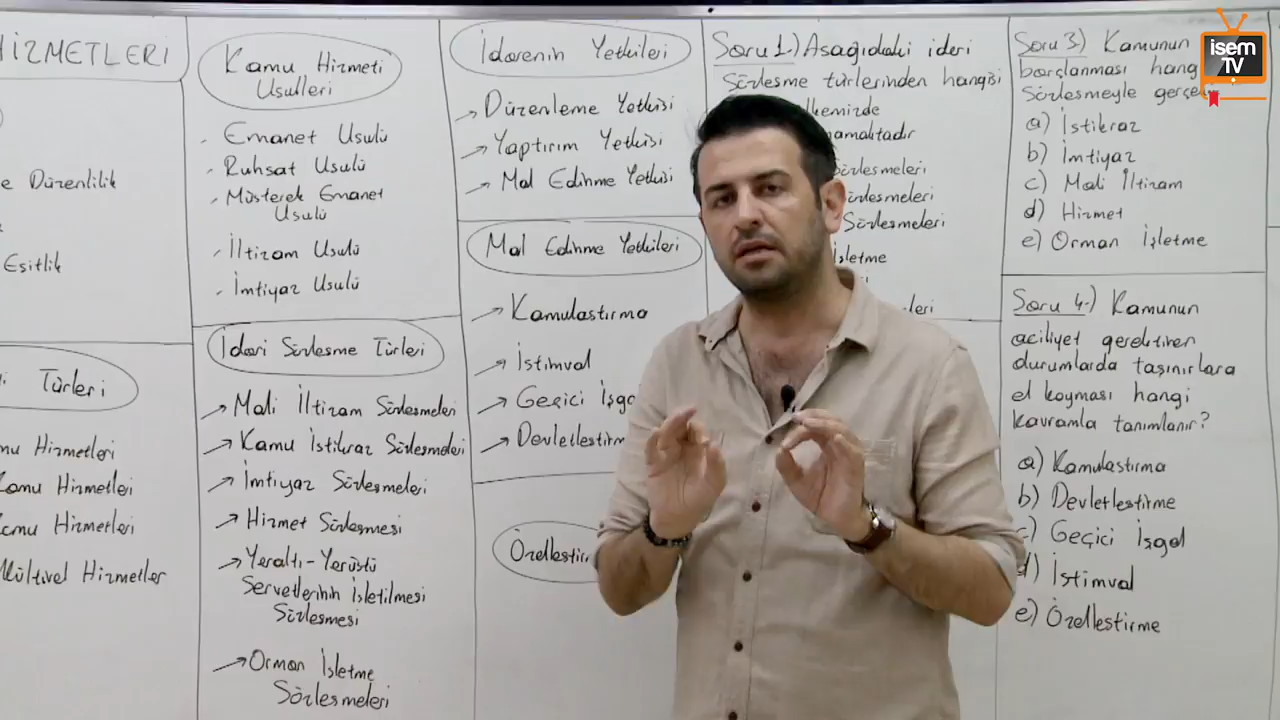 HİZMETLERİ
e Düzenlilik
Eşitlik
Türleri
mu Hizmetleri
Kamu Hizmetleri
Kamu Hizmetleri
Kültürel Hizmetler
Kamu Hizmeti
Usulleri
Emanet Usulü
Ruhsat Usulü
Müşterek Emanet
Usulü
İltizam Usulü
İmtiyaz Usulü
İdari Sözleşme Türleri
→ Mali İltizam Sözleşmeleri
→ Kamu İstikraz Sözleşmeleri
→ İmtiyaz Sözleşmeleri
→ Hizmet Sözleşmesi
→ Yeraltı-Yerüstü
Servetlerinin İşletilmesi
Sözleşmesi
→ Orman İşletme
Sözleşmeleri
İdarenin Yetkileri
→ Düzenleme Yetkisi
→ Yaptırım Yetkisi
→ Mal Edinme Yetkisi
Mal Edinme Yetkileri
→ Kamulaştırma
→ İstimval
→ Geçici İşgo
→ Devletleştirm
Özelleştir
Soru 1.) Aşağıdaki ideri
sözleşme türlerinden hangisi
lkemizde
amaktadır
sözleşmeleri
özleşmeleri
Sözleşmeleri
İşletme
leri
Soru 3) Kamunun
borçlanması hang
Sözleşmeyle gerçe
a) İstikraz
b) İmtiyaz
c) Mali İltizam
d) Hizmet
e) Orman İşletme
Soru 4.) Kamunun
aciliyet gerektiren
durumlarda taşınırlara
el koyması hangi
kavramla tanımlanır?
a) Kamulaştırma
b) Devletleştirme
c) Geçici İşgal
d) İstimval
e) Özelleştirme
isem
TV